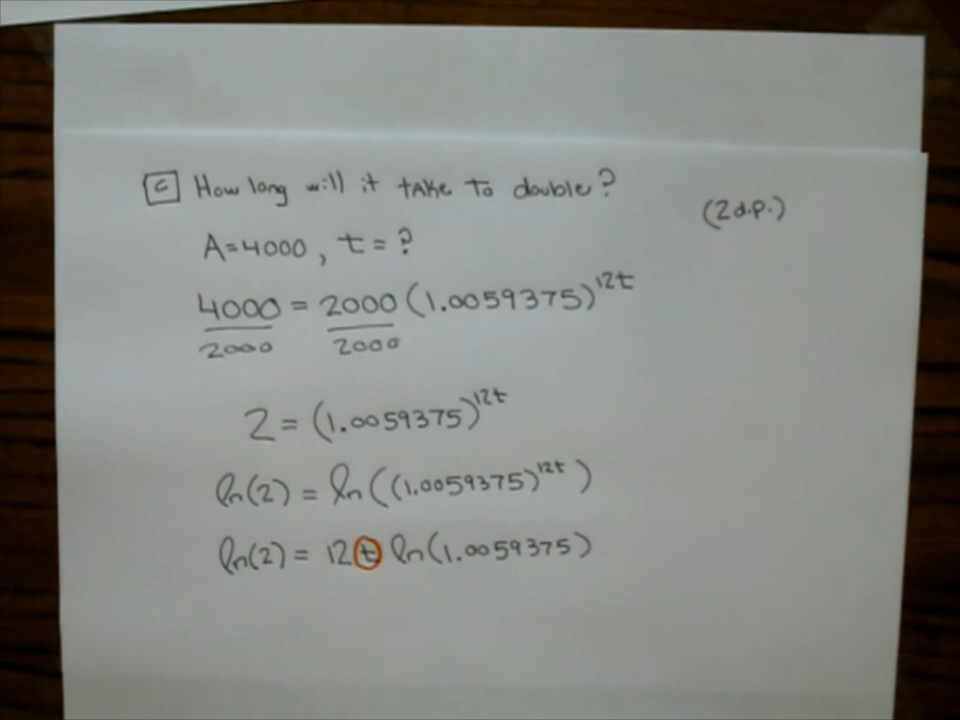 C How long will it take to double?
(2 d.p.)
A=4000, t=?
4000 = 2000 (1.0059375)^12t
2000 2000
2 = (1.0059375)^12t
ln(2) = ln((1.0059375)^12t)
ln(2) = 12t ln(1.0059375)